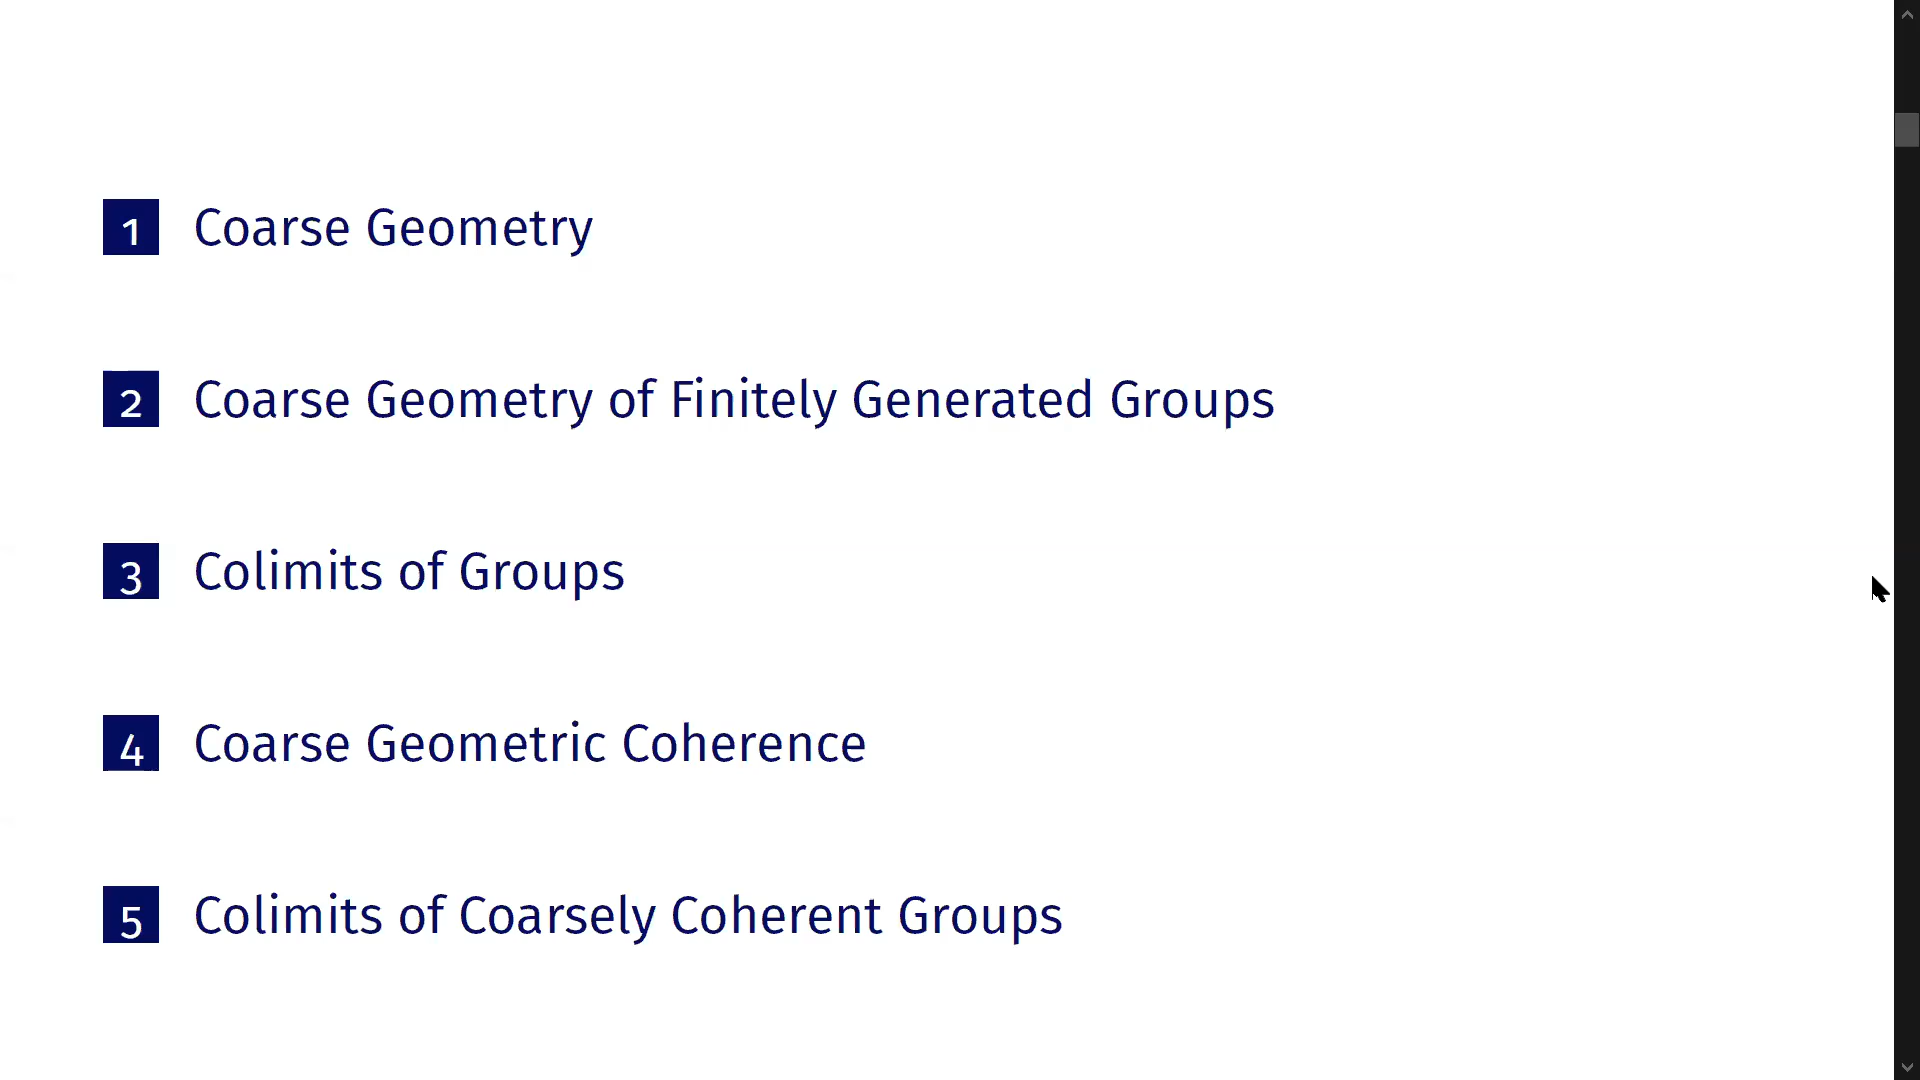 1 Coarse Geometry
2 Coarse Geometry of Finitely Generated Groups
3 Colimits of Groups
4 Coarse Geometric Coherence
5 Colimits of Coarsely Coherent Groups